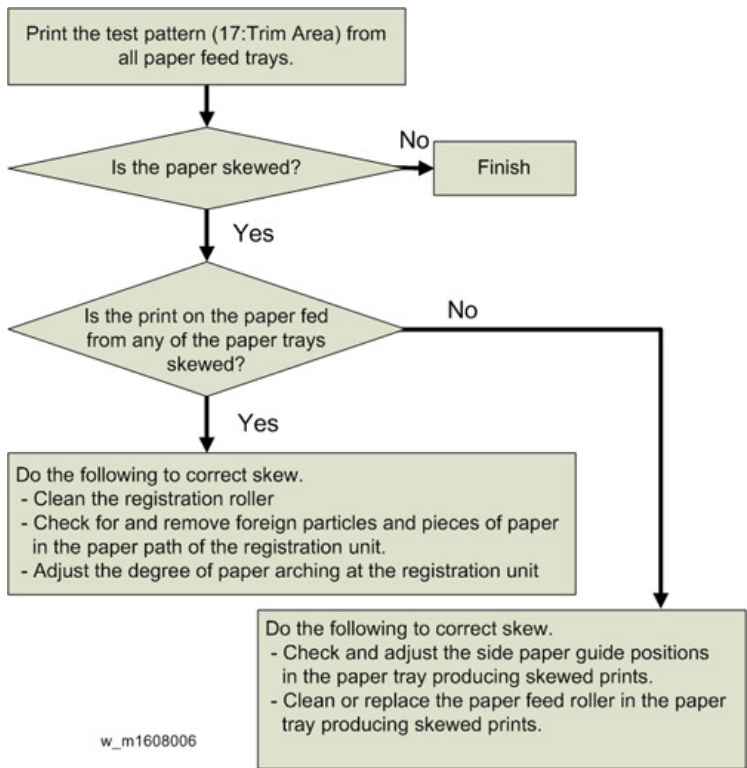 Print the test pattern (17:Trim Area) from
all paper feed trays.
Is the paper skewed?
No
Finish
Yes
Is the print on the paper fed
from any of the paper trays
skewed?
No
Yes
Do the following to correct skew.
- Clean the registration roller
- Check for and remove foreign particles and pieces of paper
in the paper path of the registration unit.
- Adjust the degree of paper arching at the registration unit
Do the following to correct skew.
- Check and adjust the side paper guide positions
in the paper tray producing skewed prints.
- Clean or replace the paper feed roller in the paper
tray producing skewed prints.
w_m1608006